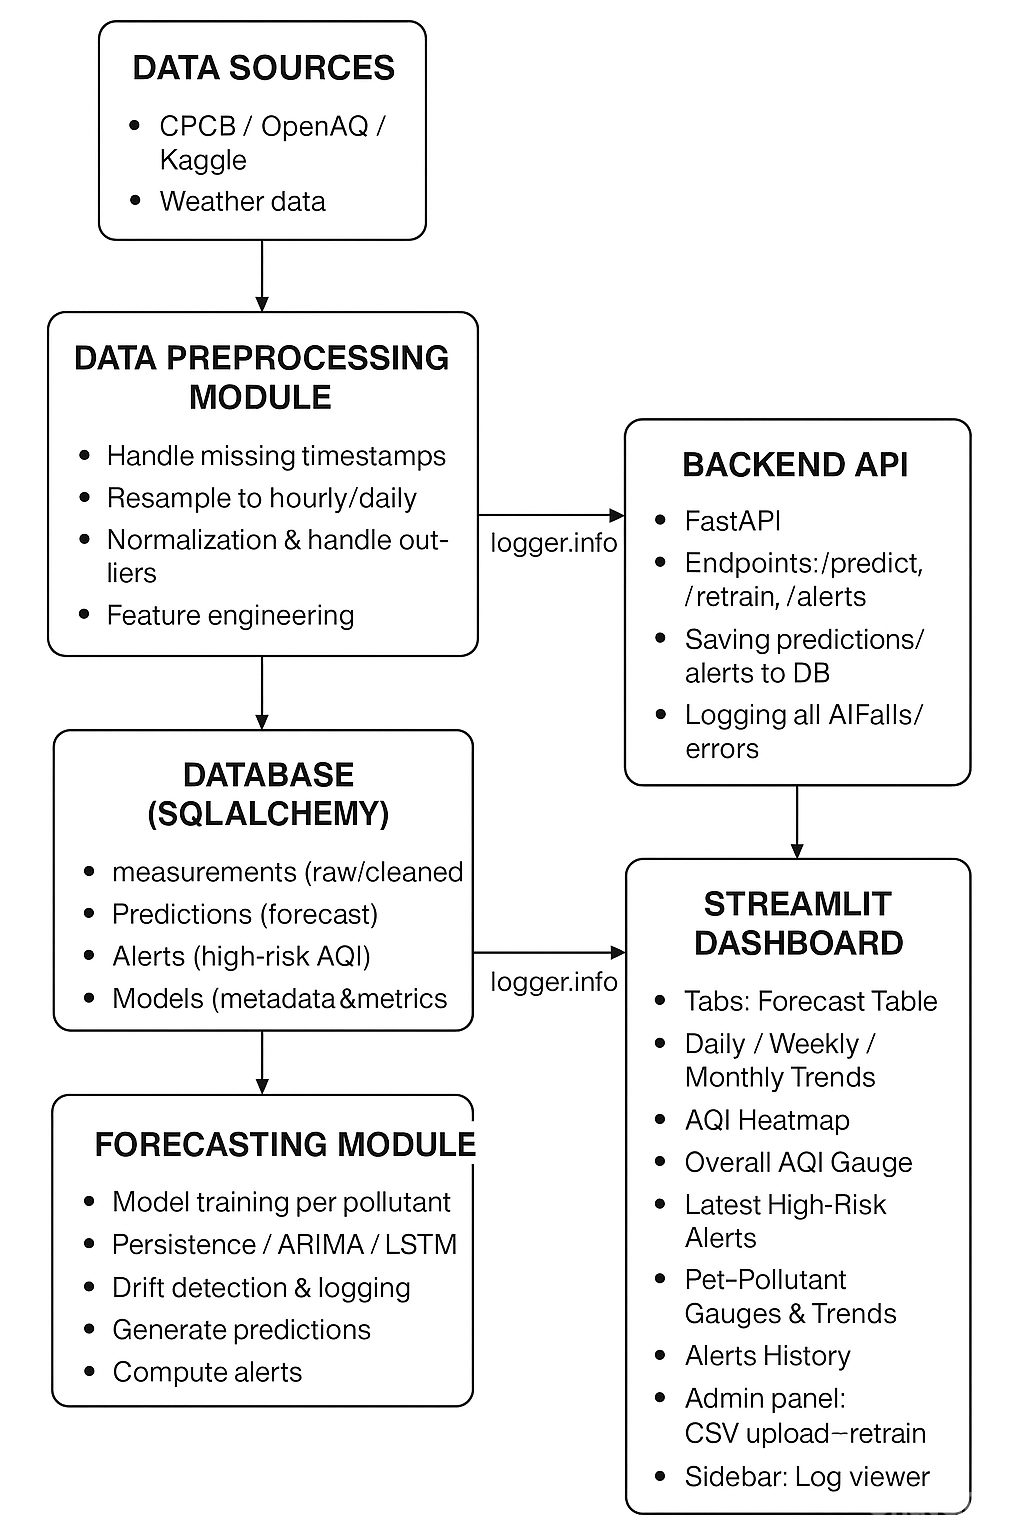 DATA SOURCES
• CPCB / OpenAQ /
Kaggle
• Weather data
DATA PREPROCESSING
MODULE
• Handle missing timestamps
• Resample to hourly/daily
• Normalization & handle out-
liers
• Feature engineering
logger.info
BACKEND API
• FastAPI
• Endpoints:/predict,
/retrain, /alerts
• Saving predictions/
alerts to DB
• Logging all AIFalls/
errors
DATABASE
(SQLALCHEMY)
• measurements (raw/cleaned
• Predictions (forecast)
• Alerts (high-risk AQI)
• Models (metadata&metrics
logger.info
FORECASTING MODULE
• Model training per pollutant
• Persistence / ARIMA / LSTM
• Drift detection & logging
• Generate predictions
• Compute alerts
STREAMLIT
DASHBOARD
• Tabs: Forecast Table
• Daily / Weekly /
Monthly Trends
• AQI Heatmap
• Overall AQI Gauge
• Latest High-Risk
Alerts
• Pet–Pollutant
Gauges & Trends
• Alerts History
• Admin panel:
CSV upload–retrain
• Sidebar: Log viewer